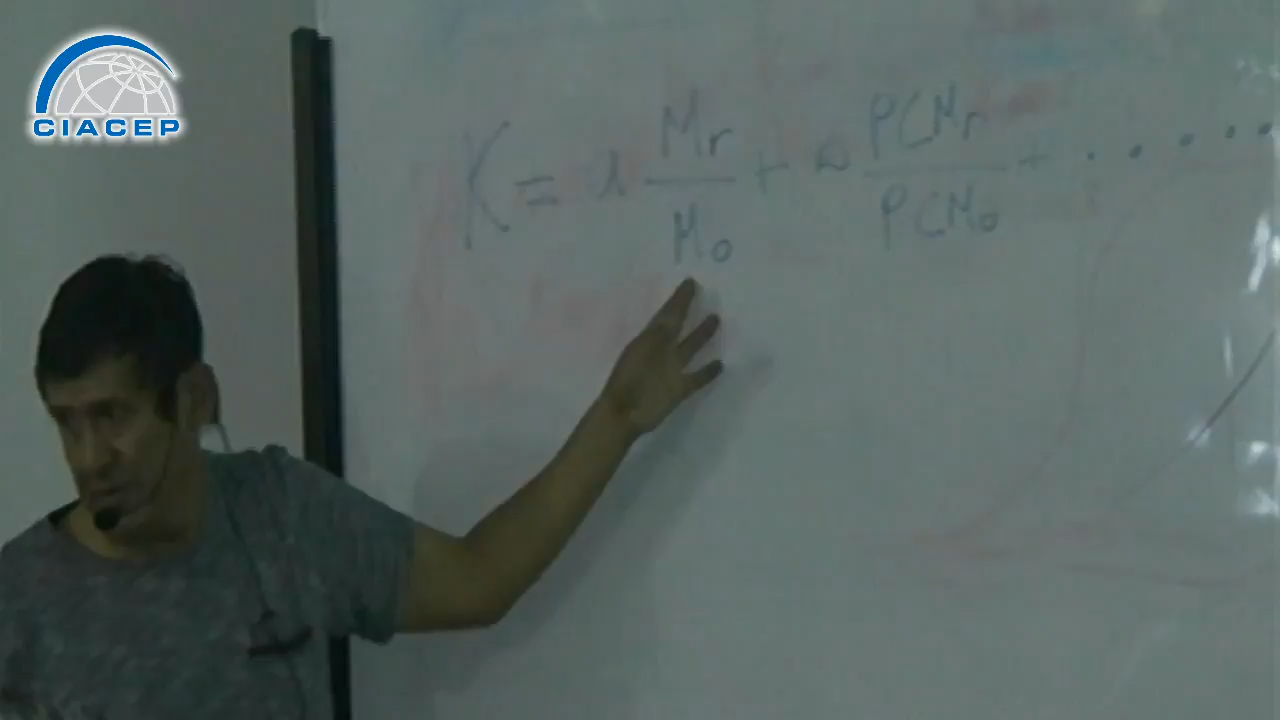 CIACEP
K = a Mr/Mo + a PCMr/PCMo + . . . . .